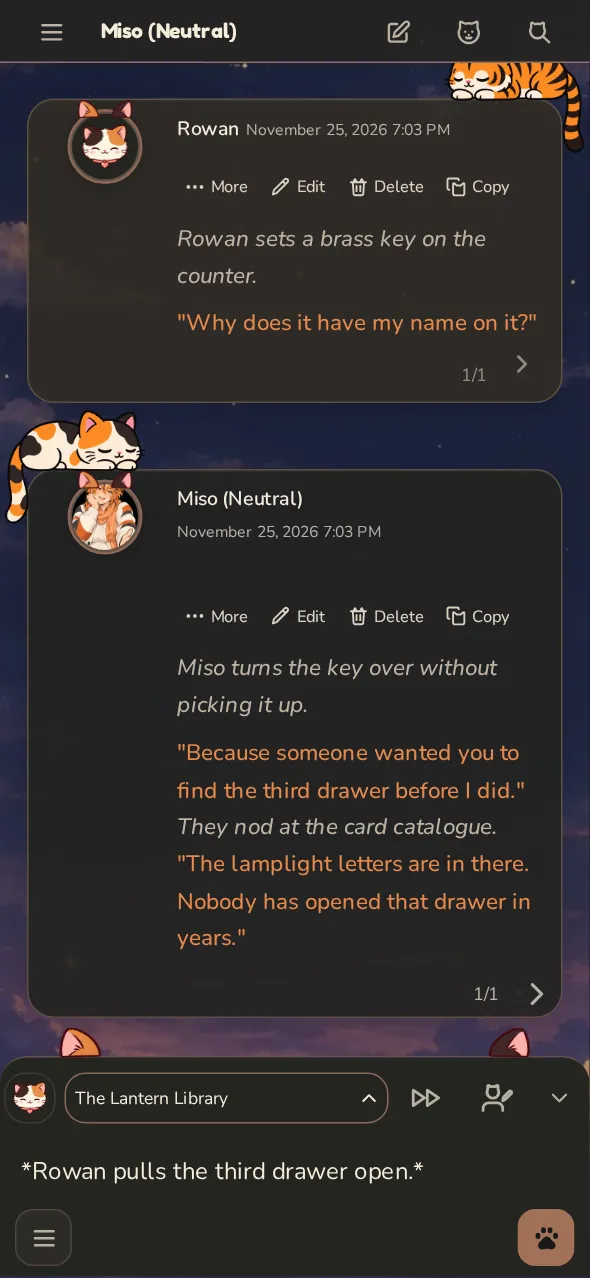 Miso (Neutral)
Rowan November 25, 2026 7:03 PM
More Edit Delete Copy
Rowan sets a brass key on the
counter.
"Why does it have my name on it?"
1/1
Miso (Neutral)
November 25, 2026 7:03 PM
More Edit Delete Copy
Miso turns the key over without
picking it up.
"Because someone wanted you to
find the third drawer before I did."
They nod at the card catalogue.
"The lamplight letters are in there.
Nobody has opened that drawer in
years."
1/1
The Lantern Library
*Rowan pulls the third drawer open.*